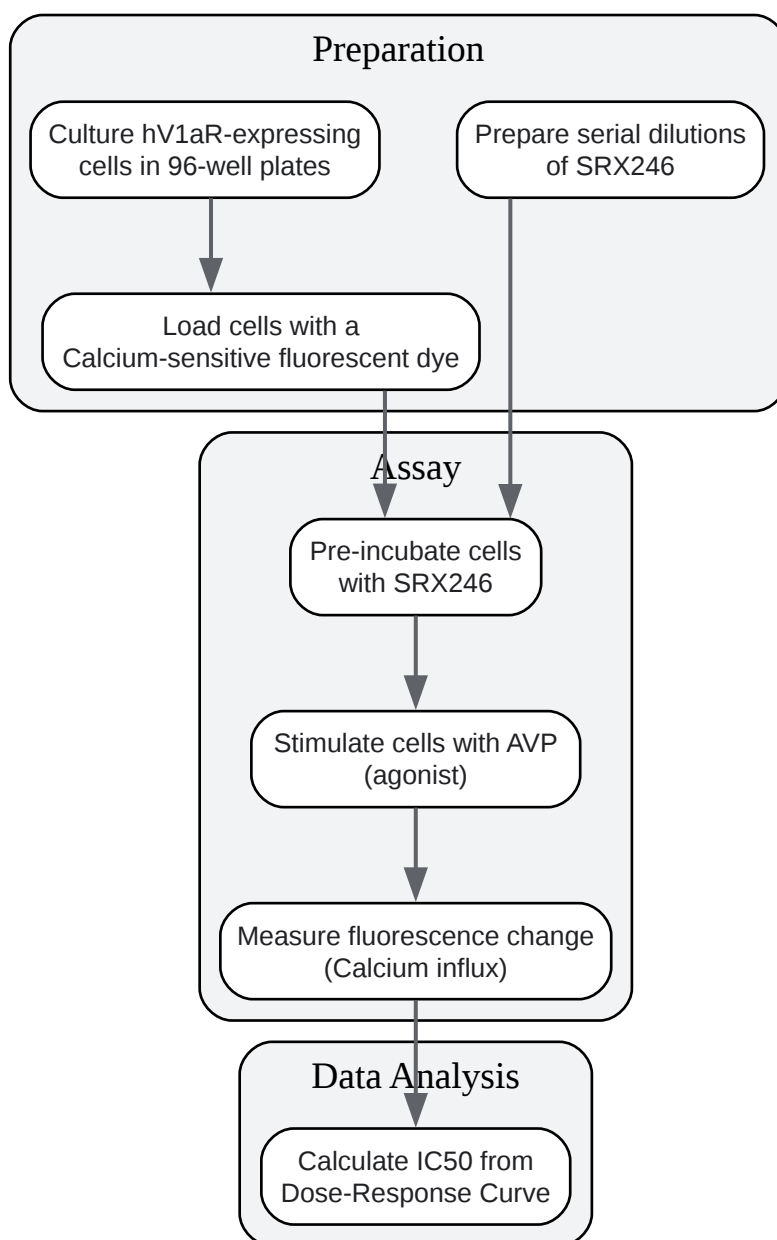 Preparation
Culture hV1aR-expressing
cells in 96-well plates
Prepare serial dilutions
of SRX246
Load cells with a
Calcium-sensitive fluorescent dye
Assay
Pre-incubate cells
with SRX246
Stimulate cells with AVP
(agonist)
Measure fluorescence change
(Calcium influx)
Data Analysis
Calculate IC50 from
Dose-Response Curve